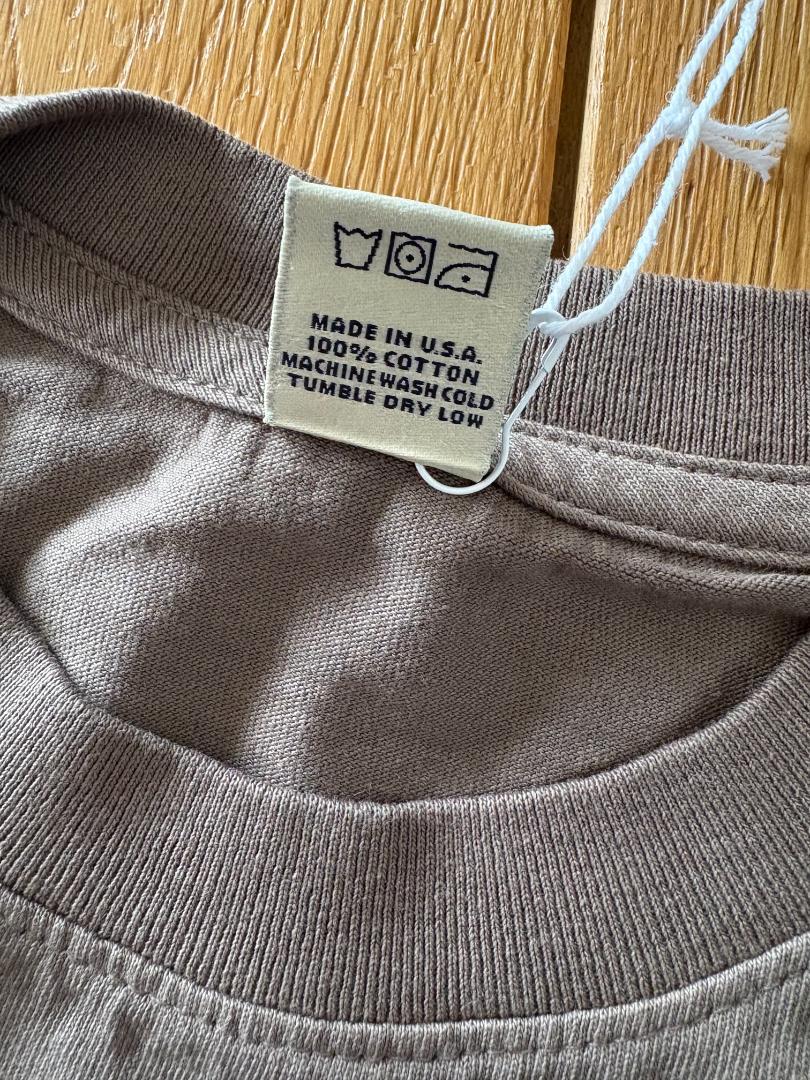 MADE IN U.S.A.
100% COTTON
MACHINE WASH COLD
TUMBLE DRY LOW